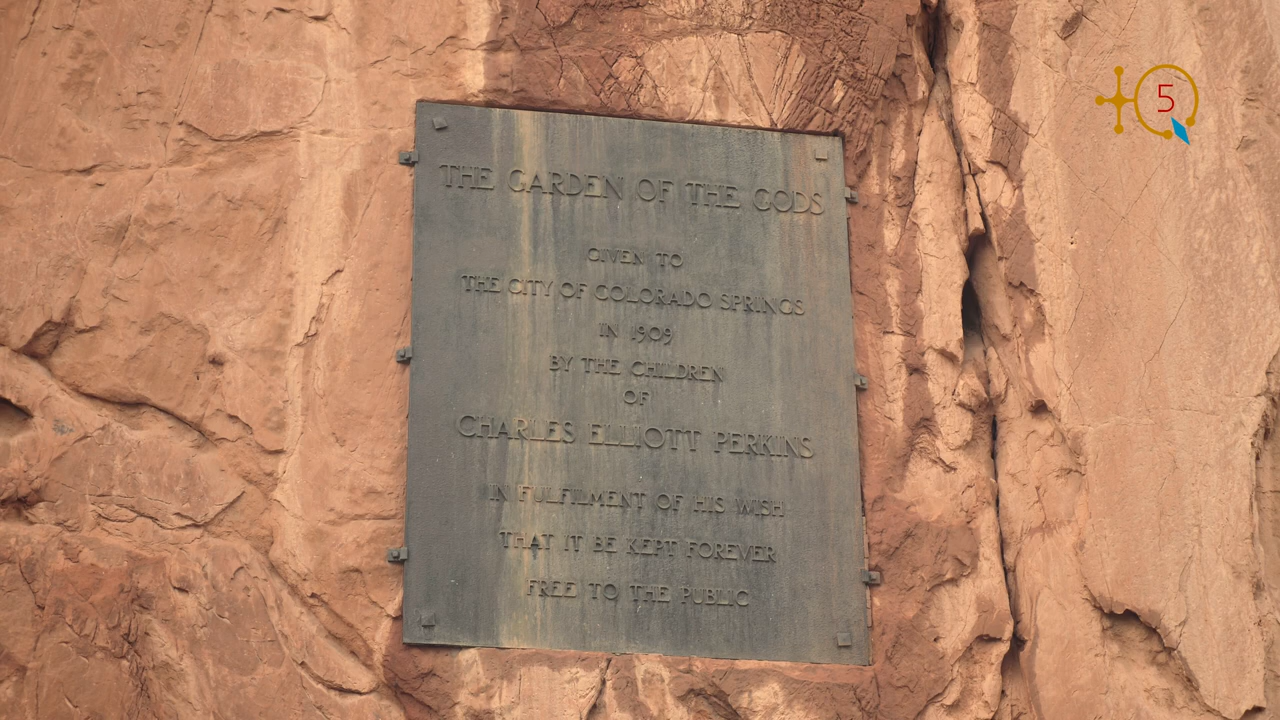 THE GARDEN OF THE GODS
GIVEN TO
THE CITY OF COLORADO SPRINGS
IN 1909
BY THE CHILDREN
OF
CHARLES ELLIOTT PERKINS
IN FULFILMENT OF HIS WISH
THAT IT BE KEPT FOREVER
FREE TO THE PUBLIC
5